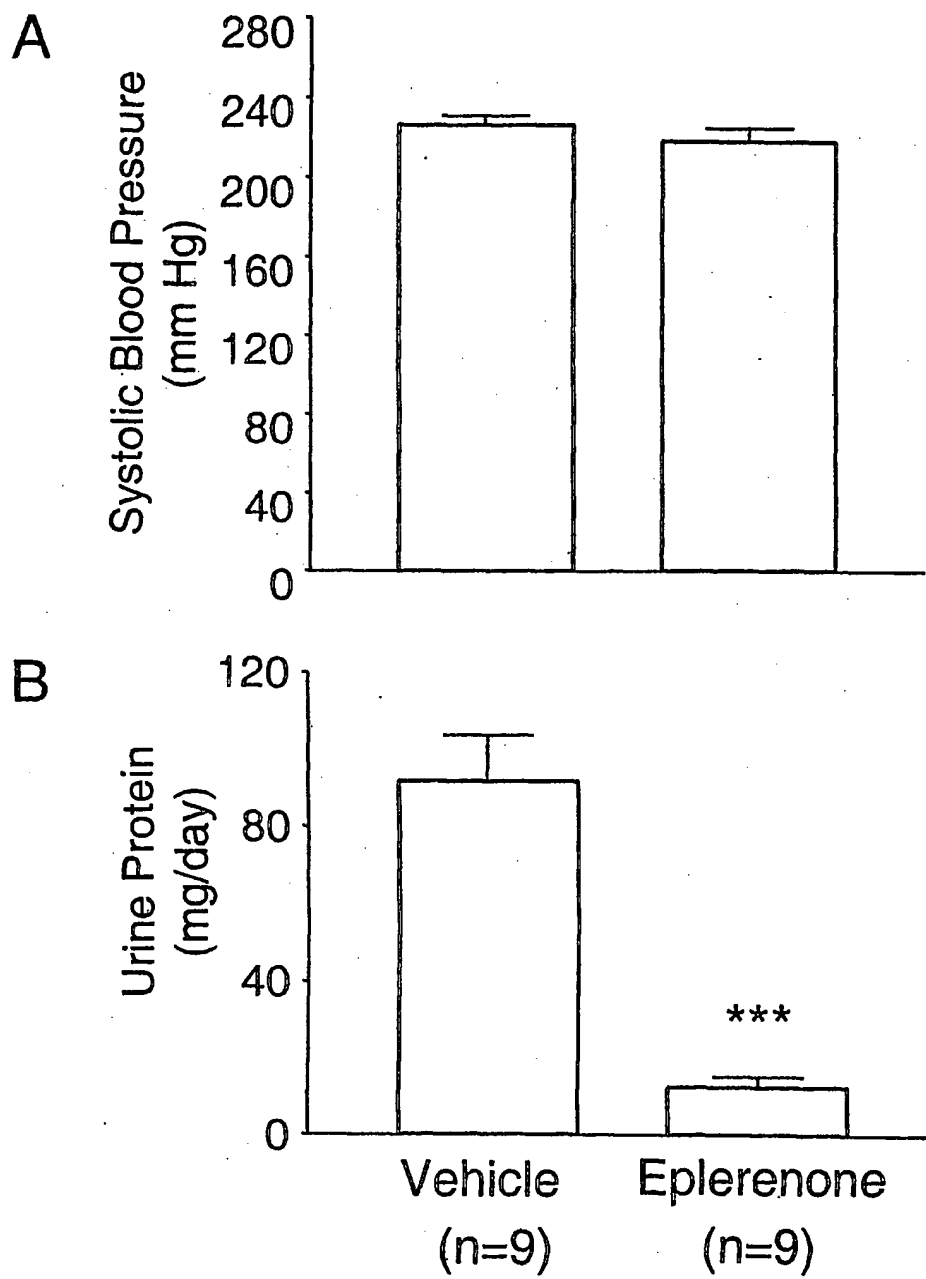 A
Systolic Blood Pressure
(mm Hg)
280
240
200
160
120
80
40
0
B
Urine Protein
(mg/day)
120
80
40
0
***
Vehicle Eplerenone
(n=9) (n=9)